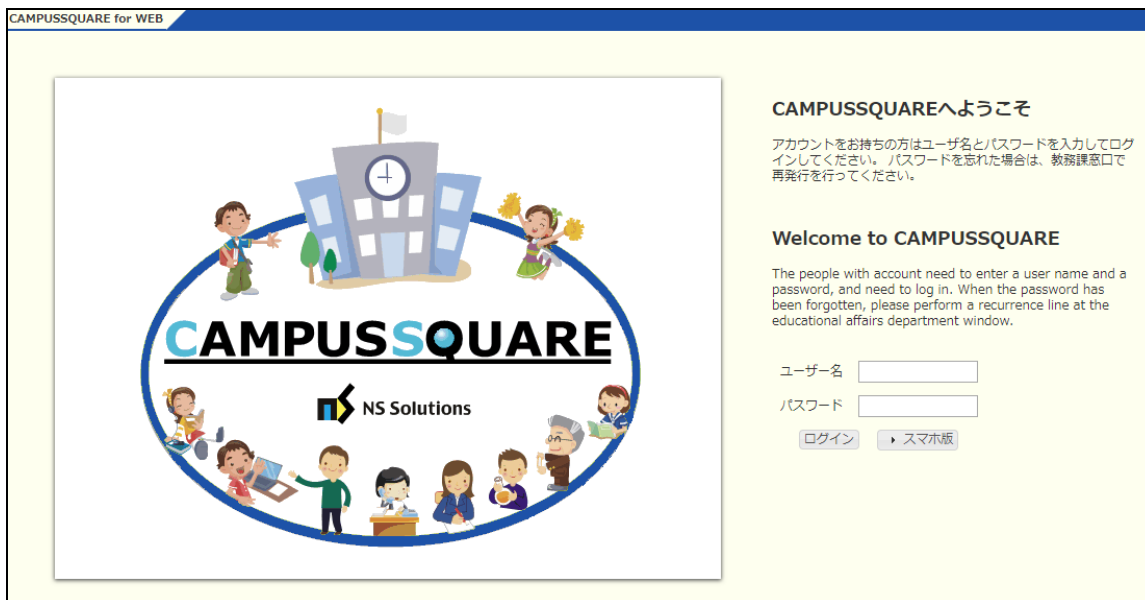 CAMPUSSQUARE for WEB
CAMPUSSQUARE
NS Solutions
CAMPUSSQUAREへようこそ
アカウントをお持ちの方はユーザ名とパスワードを入力してログ
インしてください。 パスワードを忘れた場合は、教務課窓口で
再発行を行ってください。
Welcome to CAMPUSSQUARE
The people with account need to enter a user name and a
password, and need to log in. When the password has
been forgotten, please perform a recurrence line at the
educational affairs department window.
ユーザー名
パスワード
ログイン
スマホ版